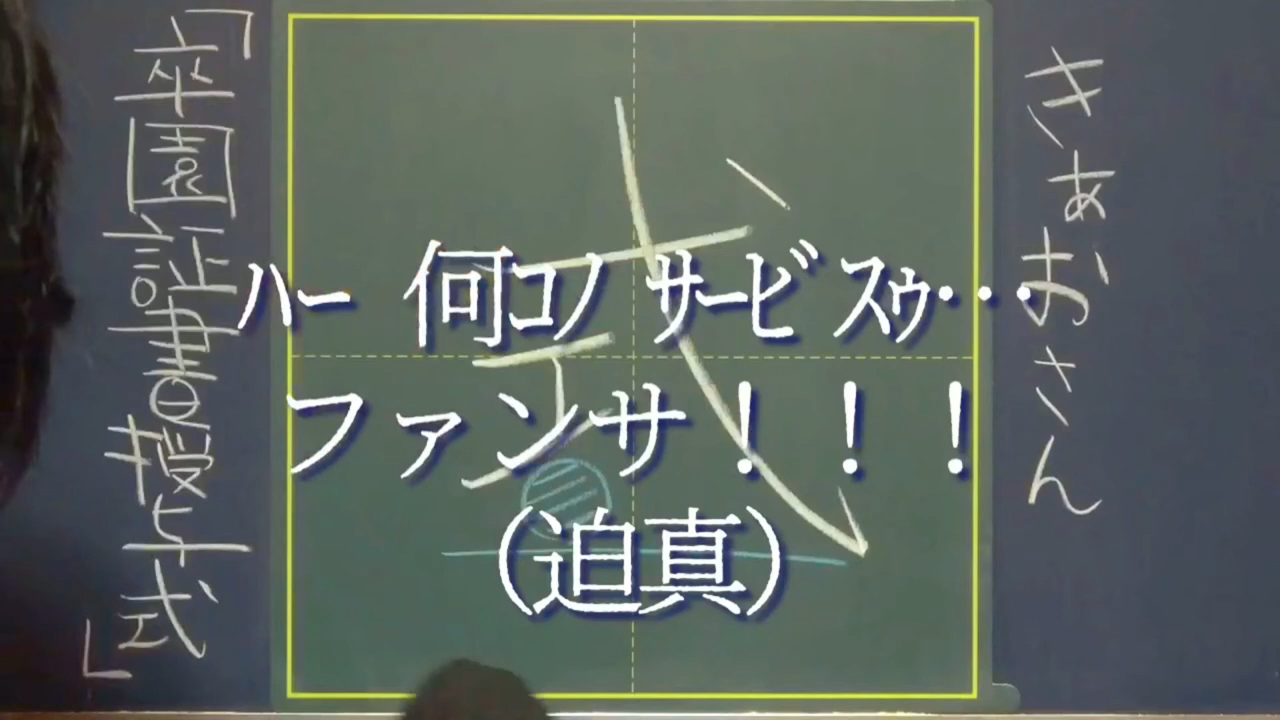 きぁおさん
「卒園証書授与式」
式
ﾊｰ 何ｺﾉ ｻｰﾋﾞｽｩ…
ファンサ！！！
（迫真）